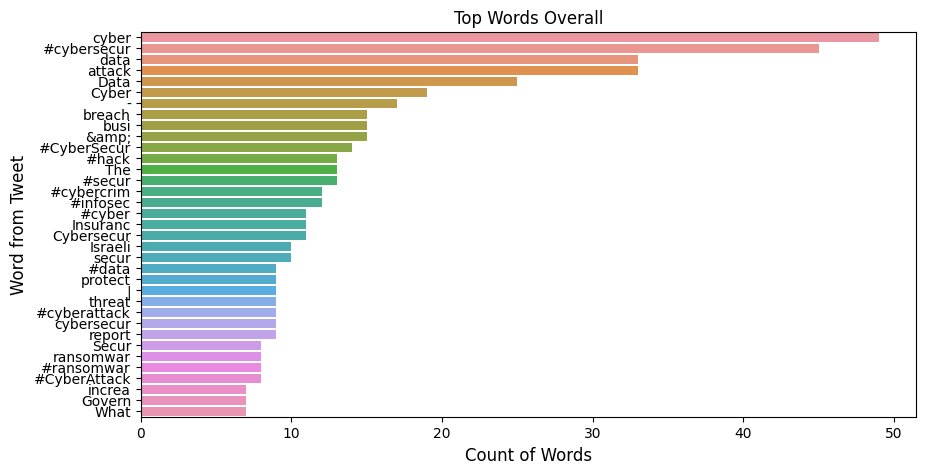 Top Words Overall
cyber
#cybersecur
data
attack
Data
Cyber
-
breach
busi
&amp;
#CyberSecur
#hack
The
#secur
#cybercrim
#infosec
#cyber
Insuranc
Cybersecur
Israeli
secur
#data
protect
|
threat
#cyberattack
cybersecur
report
Secur
ransomwar
#ransomwar
#CyberAttack
increa
Govern
What
Word from Tweet
0 10 20 30 40 50
Count of Words